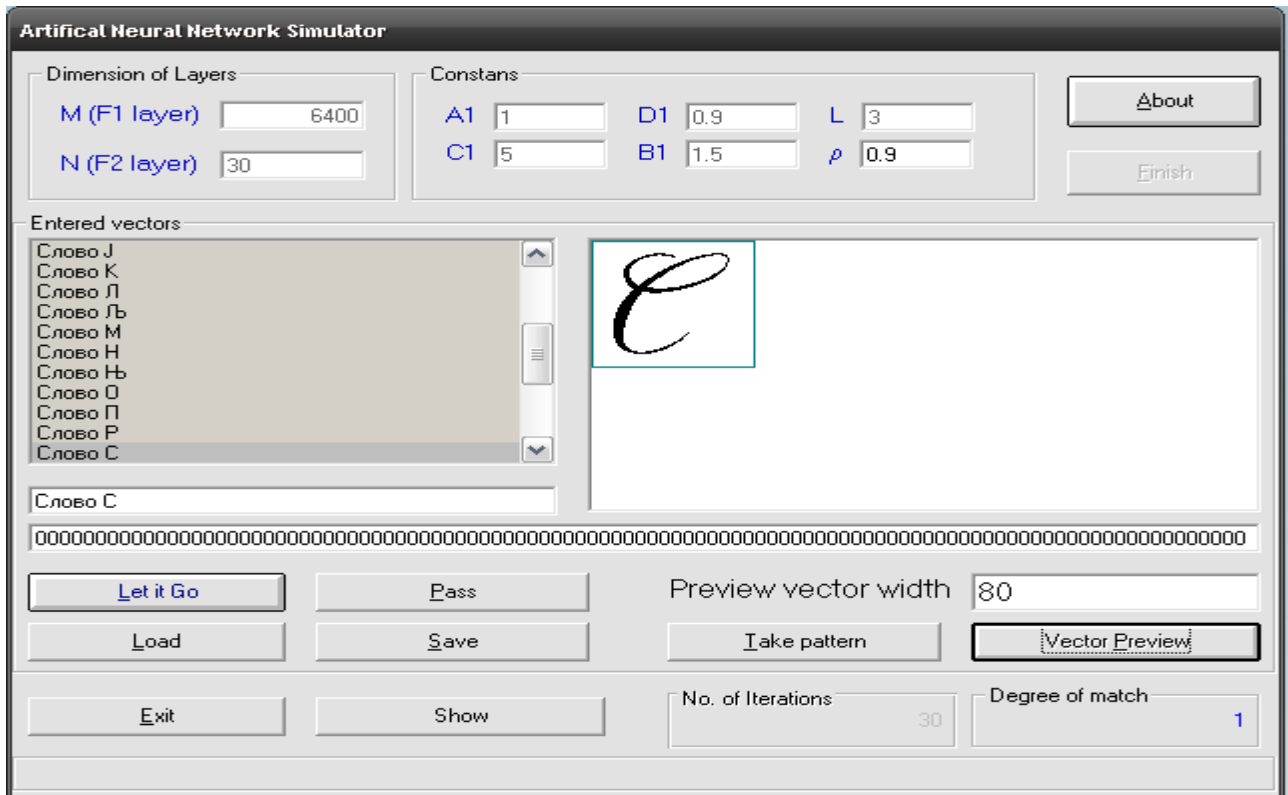 Artifical Neural Network Simulator
Dimension of Layers
M (F1 layer) 6400
N (F2 layer) 30
Constans
A1 1 D1 0.9 L 3
C1 5 B1 1.5 ρ 0.9
About
Finish
Entered vectors
Слово Ј
Слово К
Слово Л
Слово Љ
Слово М
Слово Н
Слово Њ
Слово О
Слово П
Слово Р
Слово С
С
Слово С
Let it Go Pass Preview vector width 80
Load Save Take pattern Vector Preview
Exit Show
No. of Iterations 30
Degree of match 1